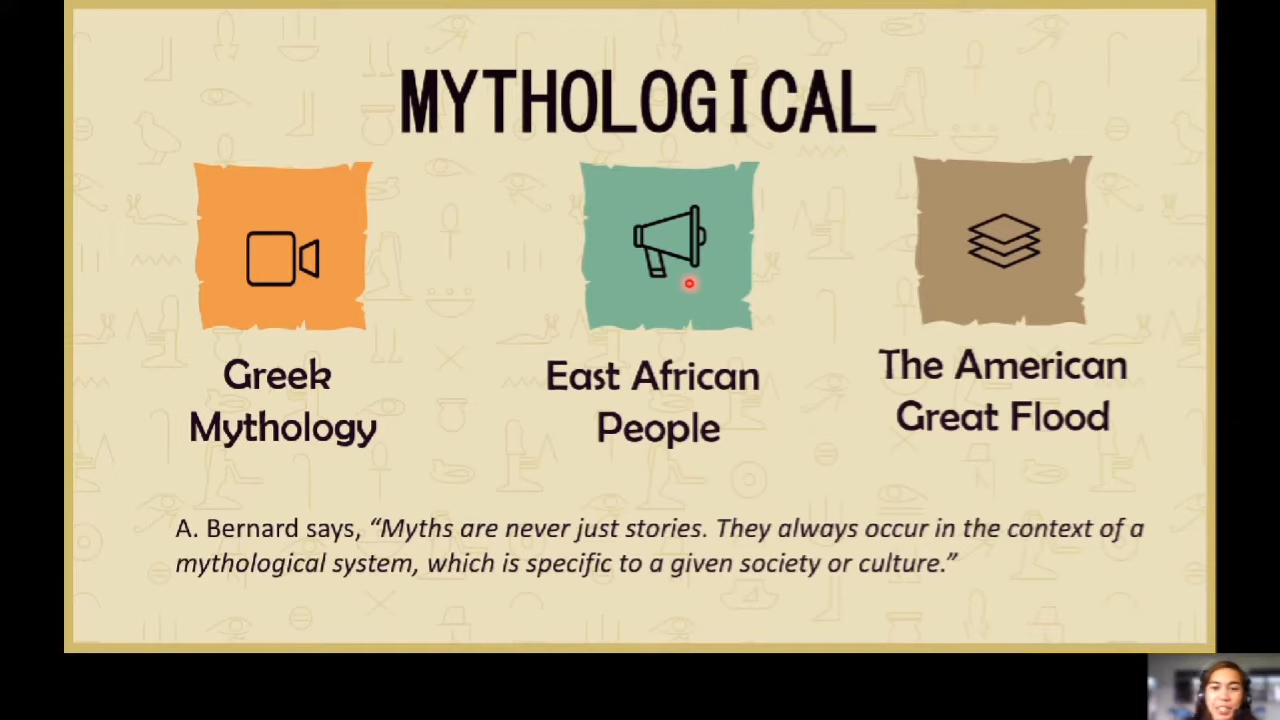 MYTHOLOGICAL
Greek
Mythology
East African
People
The American
Great Flood
A. Bernard says, “Myths are never just stories. They always occur in the context of a
mythological system, which is specific to a given society or culture.”